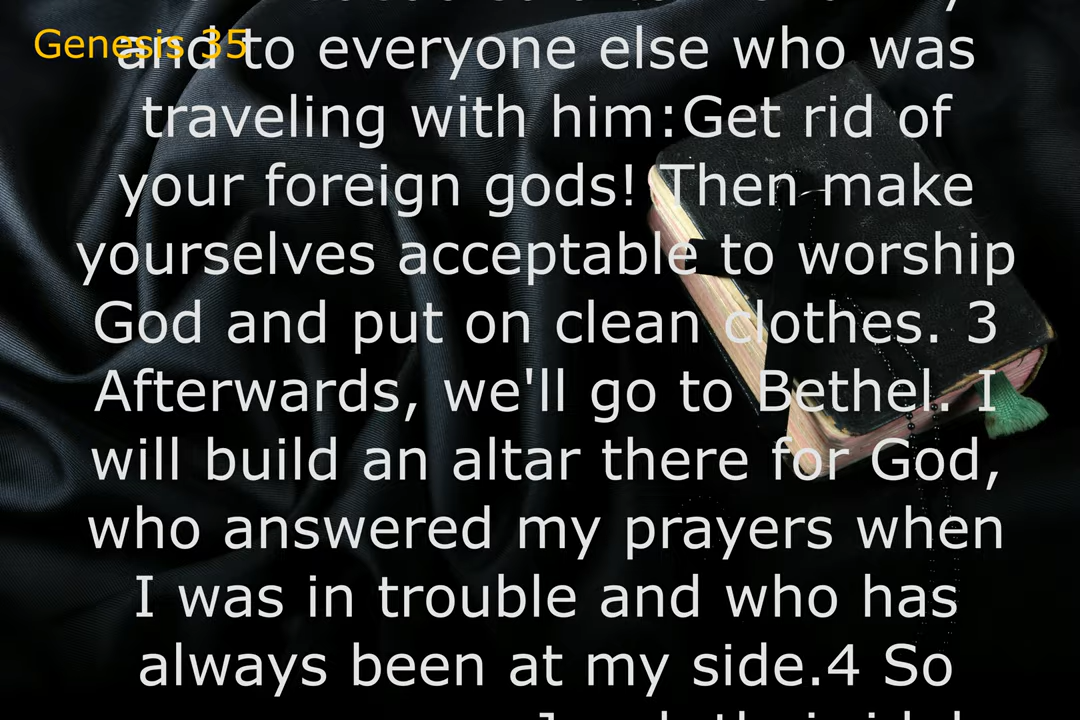 Genesis 35
and to everyone else who was
traveling with him:Get rid of
your foreign gods! Then make
yourselves acceptable to worship
God and put on clean clothes. 3
Afterwards, we'll go to Bethel. I
will build an altar there for God,
who answered my prayers when
I was in trouble and who has
always been at my side.4 So